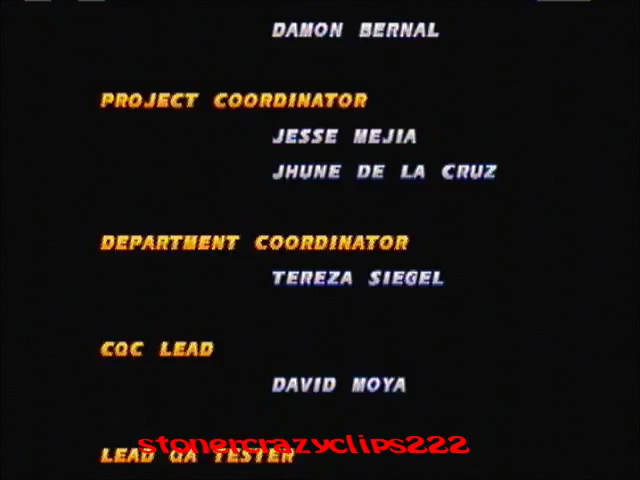 DAMON BERNAL
PROJECT COORDINATOR
JESSE MEJIA
JHUNE DE LA CRUZ
DEPARTMENT COORDINATOR
TEREZA SIEGEL
CQC LEAD
DAVID MOYA
stonercrazyclips222
LEAD QA TESTER